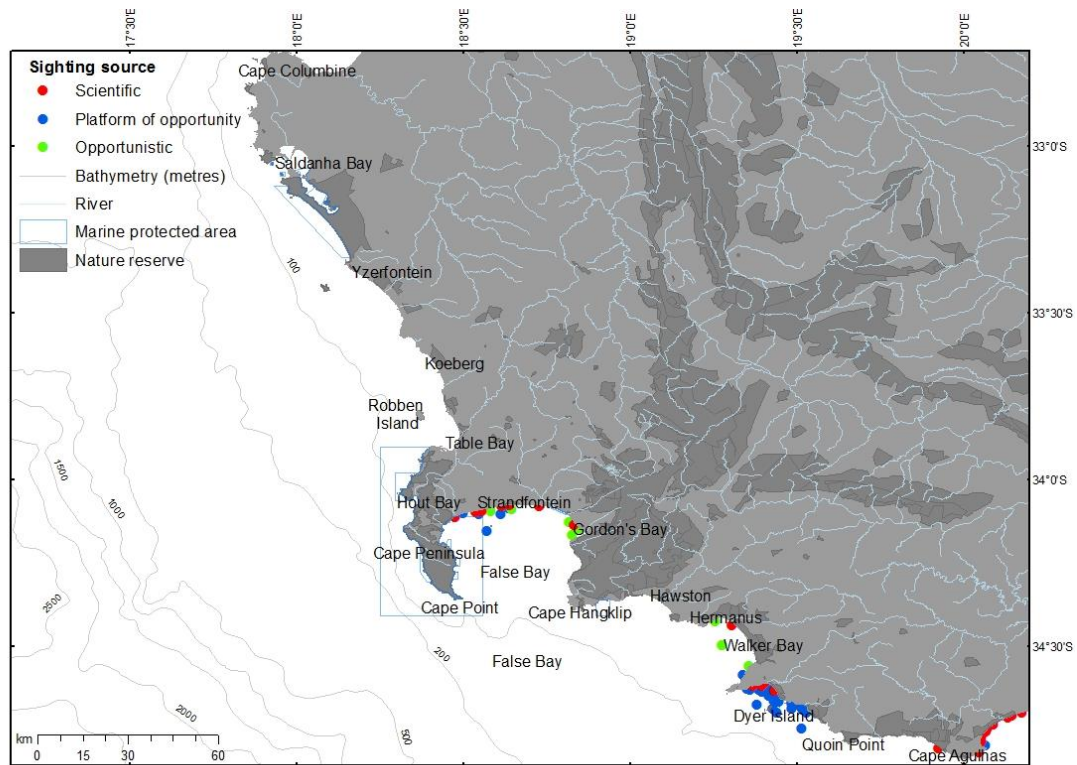 17°30'E
18°0'E
18°30'E
19°0'E
19°30'E
20°0'E
Sighting source
Scientific
Platform of opportunity
Opportunistic
Bathymetry (metres)
River
Marine protected area
Nature reserve
Cape Columbine
Saldanha Bay
Yzerfontein
Koeberg
Robben
Island
Table Bay
Hout Bay
Strandfontein
Gordon's Bay
Cape Peninsula
False Bay
Cape Point
Cape Hangklip
Hawston
Hermanus
Walker Bay
False Bay
Dyer Island
Quoin Point
Cape Agulhas
33°0'S
33°30'S
34°0'S
34°30'S
100
200
500
1000
1500
2000
2500
km
0 15 30 60